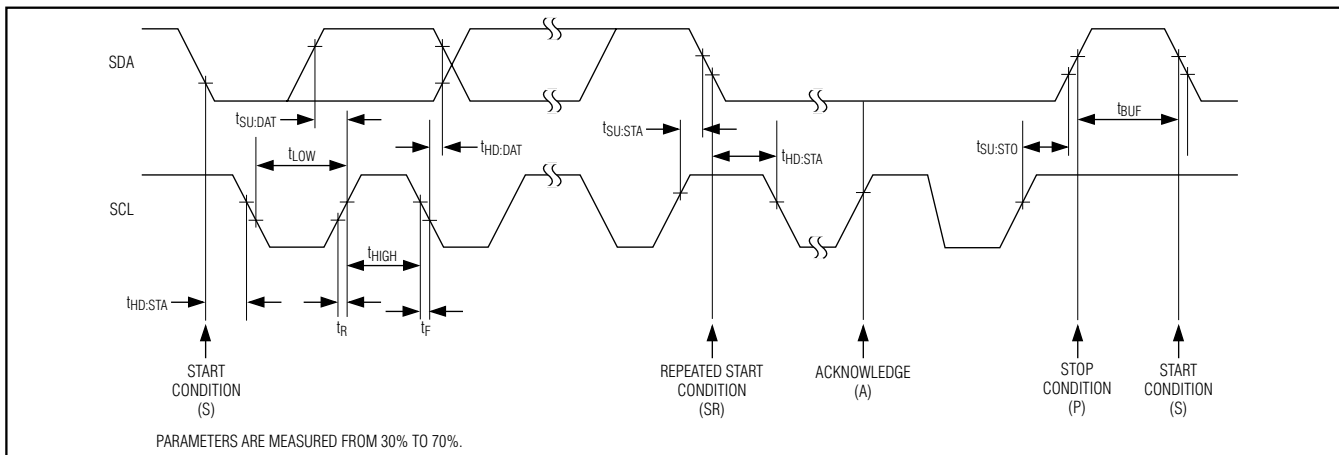 SDA
tSU:DAT
tLOW
tHD:DAT
tSU:STA
tHD:STA
tSU:STO
tBUF
SCL
tHIGH
tHD:STA
tR
tF
START
CONDITION
(S)
REPEATED START
CONDITION
(SR)
ACKNOWLEDGE
(A)
STOP
CONDITION
(P)
START
CONDITION
(S)
PARAMETERS ARE MEASURED FROM 30% TO 70%.